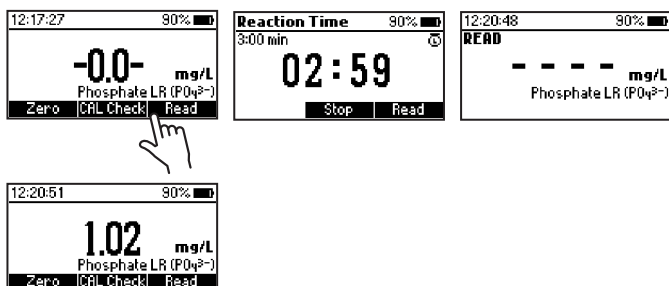 12:17:27 90%
-0.0- mg/L
Phosphate LR (PO₄³⁻)
Zero CAL Check Read
Reaction Time 90%
3:00 min
02:59
Stop Read
12:20:48 90%
READ
- - - - mg/L
Phosphate LR (PO₄³⁻)
12:20:51 90%
1.02 mg/L
Phosphate LR (PO₄³⁻)
Zero CAL Check Read